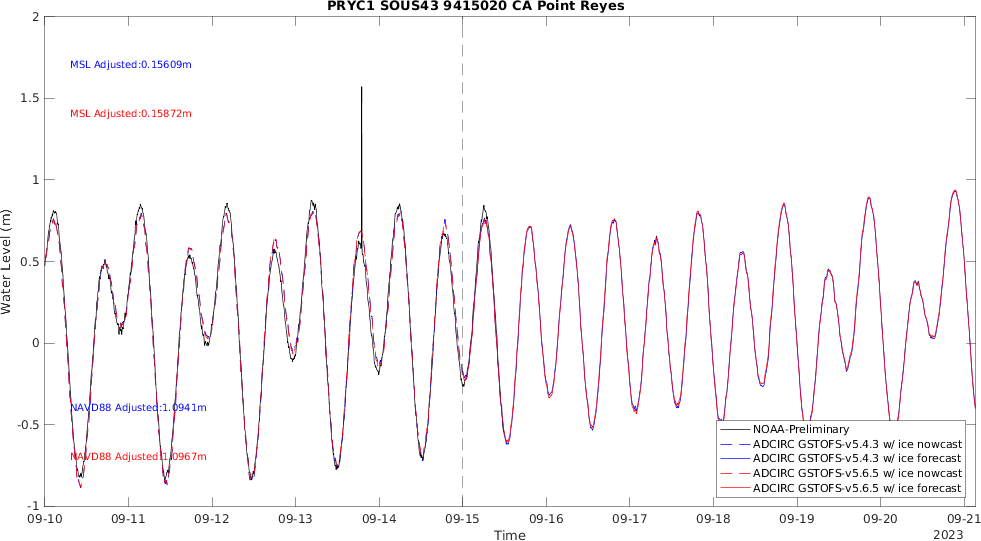 PRYC1 SOUS43 9415020 CA Point Reyes
2
1.5
1
0.5
0
-0.5
-1
Water Level (m)
MSL Adjusted:0.15609m
MSL Adjusted:0.15872m
NAVD88 Adjusted:1.0941m
NAVD88 Adjusted:1.0967m
NOAA-Preliminary
ADCIRC GSTOFS-v5.4.3 w/ ice nowcast
ADCIRC GSTOFS-v5.4.3 w/ ice forecast
ADCIRC GSTOFS-v5.6.5 w/ ice nowcast
ADCIRC GSTOFS-v5.6.5 w/ ice forecast
09-10 09-11 09-12 09-13 09-14 09-15 09-16 09-17 09-18 09-19 09-20 09-21
Time
2023